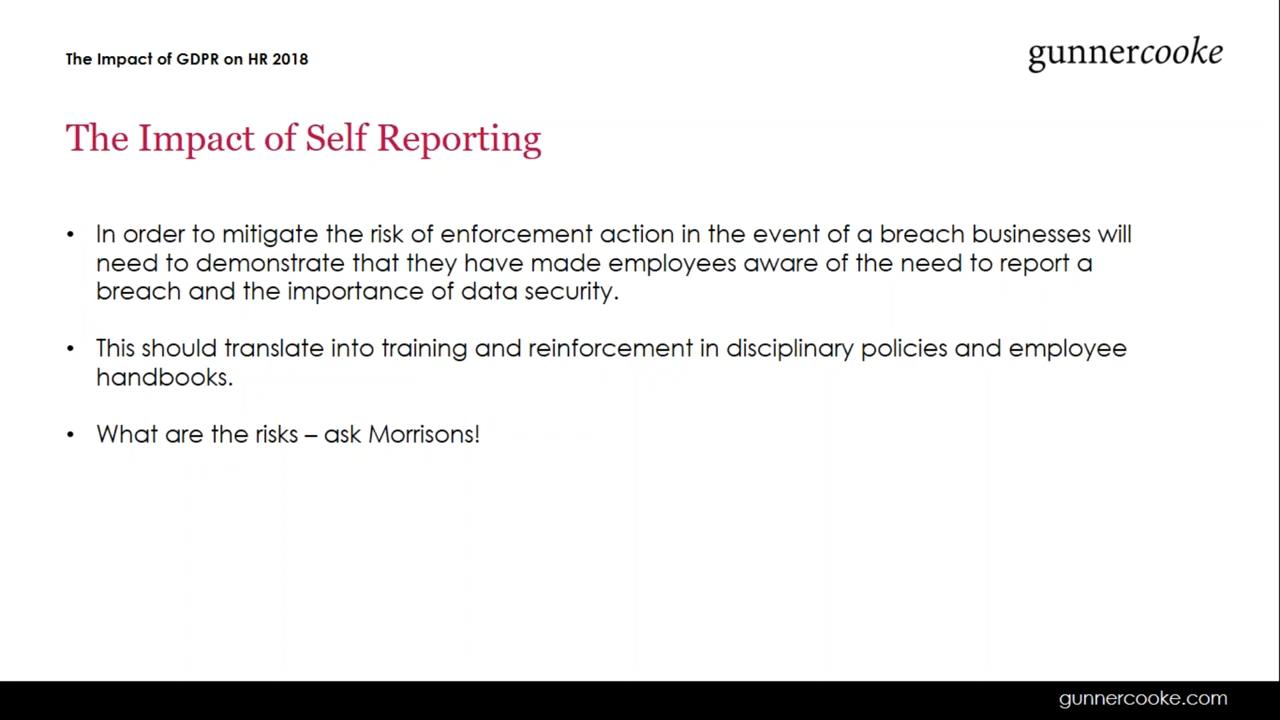 The Impact of GDPR on HR 2018
gunnercooke
The Impact of Self Reporting
• In order to mitigate the risk of enforcement action in the event of a breach businesses will
need to demonstrate that they have made employees aware of the need to report a
breach and the importance of data security.
• This should translate into training and reinforcement in disciplinary policies and employee
handbooks.
• What are the risks – ask Morrisons!
gunnercooke.com